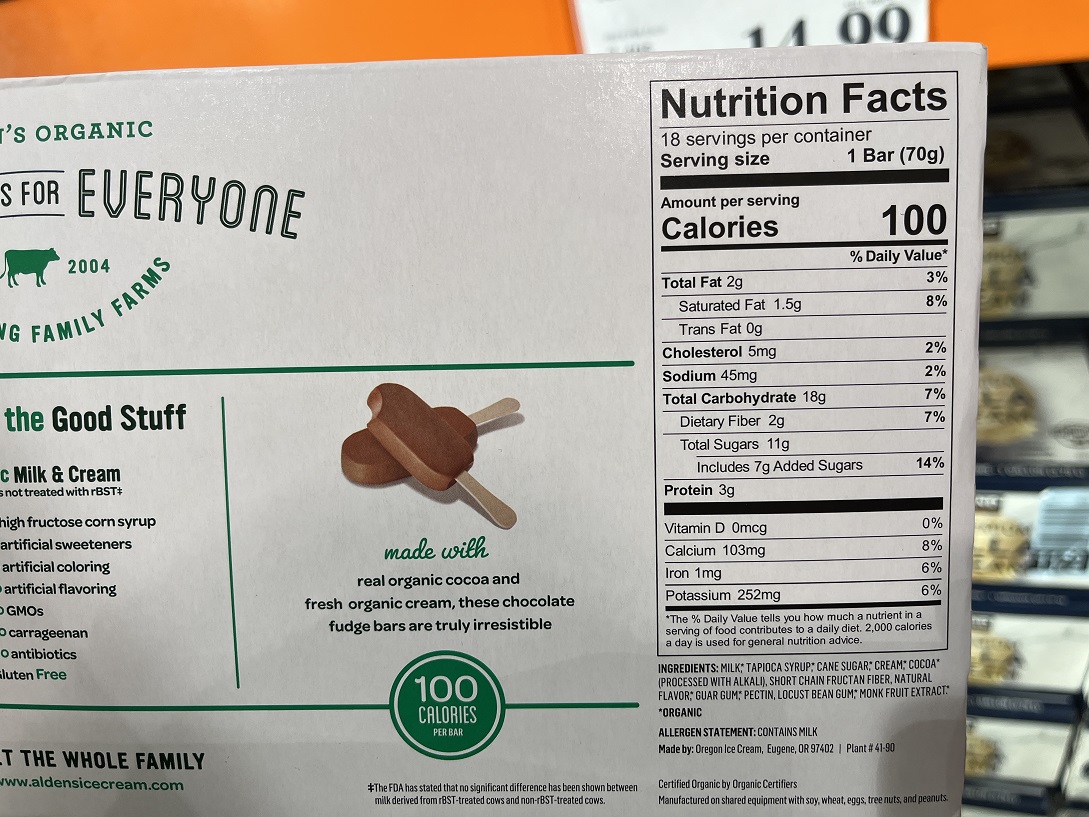 14.99
'S ORGANIC
S FOR EVERYONE
2004
NG FAMILY FARMS
the Good Stuff
c Milk & Cream
s not treated with rBST‡
high fructose corn syrup
artificial sweeteners
artificial coloring
artificial flavoring
GMOs
o carrageenan
o antibiotics
luten Free
T THE WHOLE FAMILY
www.aldensicecream.com
made with
real organic cocoa and
fresh organic cream, these chocolate
fudge bars are truly irresistible
100
CALORIES
PER BAR
‡The FDA has stated that no significant difference has been shown between
milk derived from rBST-treated cows and non-rBST-treated cows.
Nutrition Facts
18 servings per container
Serving size 1 Bar (70g)
Amount per serving
Calories 100
% Daily Value*
Total Fat 2g 3%
Saturated Fat 1.5g 8%
Trans Fat 0g
Cholesterol 5mg 2%
Sodium 45mg 2%
Total Carbohydrate 18g 7%
Dietary Fiber 2g 7%
Total Sugars 11g
Includes 7g Added Sugars 14%
Protein 3g
Vitamin D 0mcg 0%
Calcium 103mg 8%
Iron 1mg 6%
Potassium 252mg 6%
*The % Daily Value tells you how much a nutrient in a
serving of food contributes to a daily diet. 2,000 calories
a day is used for general nutrition advice.
INGREDIENTS: MILK,* TAPIOCA SYRUP,* CANE SUGAR,* CREAM,* COCOA*
(PROCESSED WITH ALKALI), SHORT CHAIN FRUCTAN FIBER, NATURAL
FLAVOR,* GUAR GUM,* PECTIN, LOCUST BEAN GUM,* MONK FRUIT EXTRACT.*
*ORGANIC
ALLERGEN STATEMENT: CONTAINS MILK
Made by: Oregon Ice Cream, Eugene, OR 97402 | Plant # 41-90
Certified Organic by Organic Certifiers
Manufactured on shared equipment with soy, wheat, eggs, tree nuts, and peanuts.